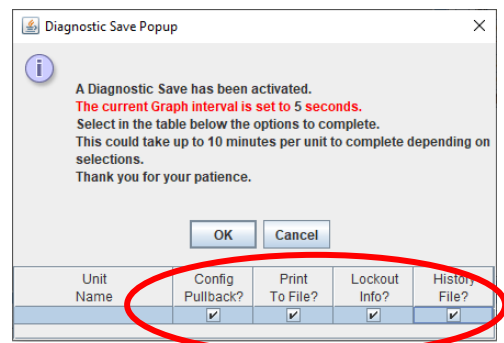 Diagnostic Save Popup
A Diagnostic Save has been activated.
The current Graph interval is set to 5 seconds.
Select in the table below the options to complete.
This could take up to 10 minutes per unit to complete depending on
selections.
Thank you for your patience.
OK Cancel
Unit Config Print Lockout History
Name Pullback? To File? Info? File?